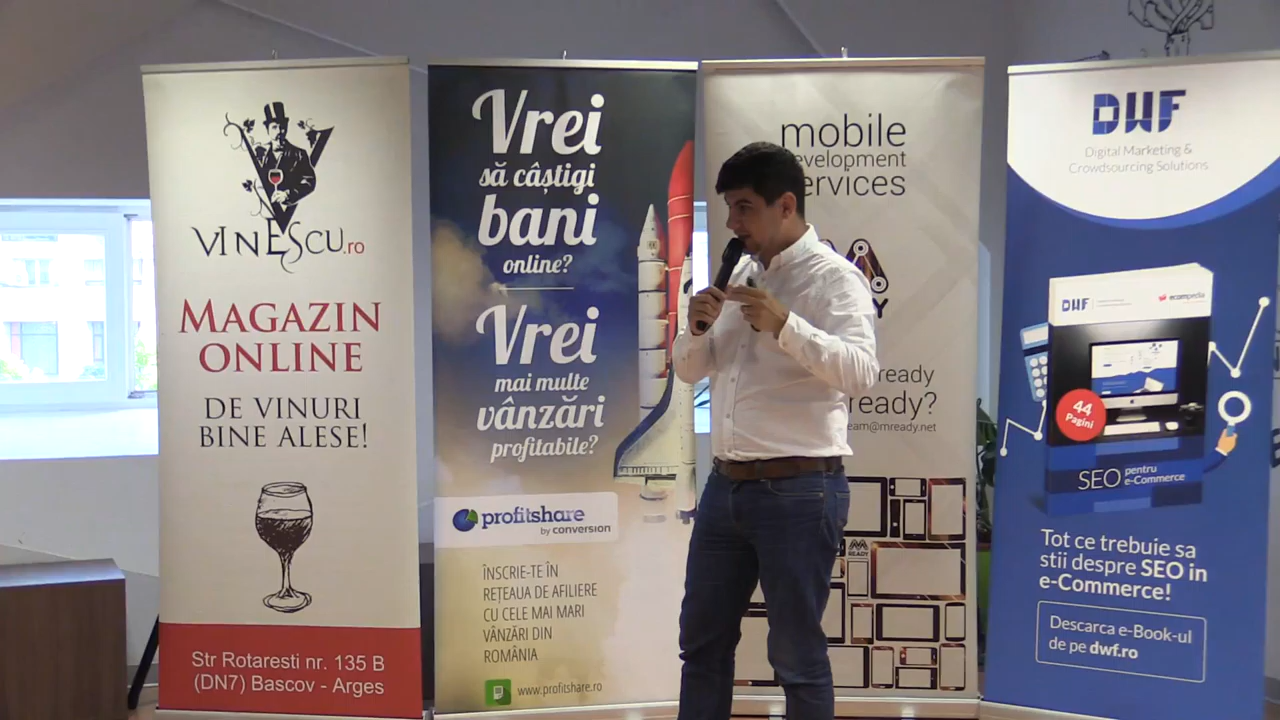 VINESCU.ro
MAGAZIN
ONLINE
DE VINURI
BINE ALESE!
Str Rotaresti nr. 135 B
(DN7) Bascov - Arges
Vrei
să câștigi
bani
online?
Vrei
mai multe
vânzări
profitabile?
profitshare
by conversion
ÎNSCRIE-TE ÎN
REȚEAUA DE AFILIERE
CU CELE MAI MARI
VÂNZĂRI DIN
ROMÂNIA
www.profitshare.ro
mobile
evelopment
ervices
Y
ready
ready?
eam@mready.net
READY
DWF
Digital Marketing &
Crowdsourcing Solutions
DWF
ecompedia
44
Pagini
SEO pentru
e-Commerce
Tot ce trebuie sa
stii despre SEO in
e-Commerce!
Descarca e-Book-ul
de pe dwf.ro